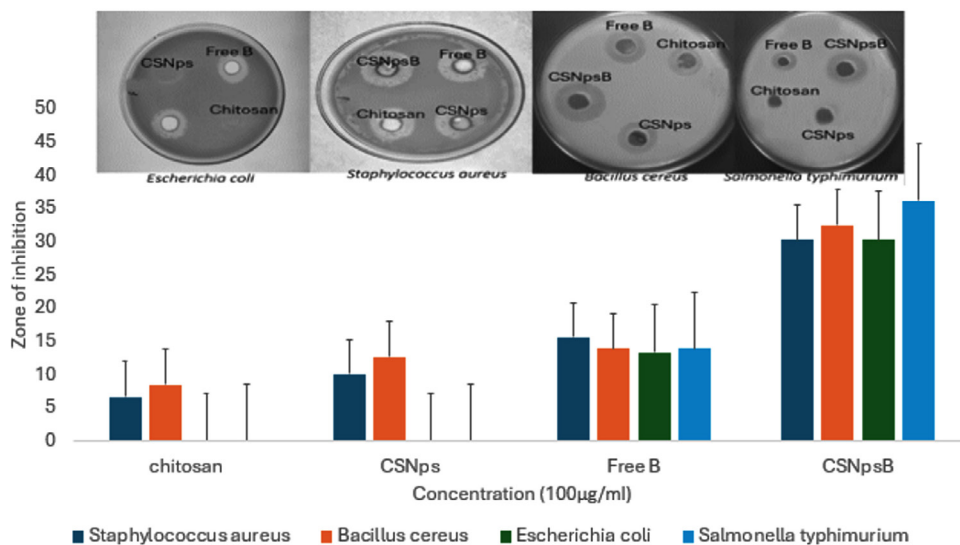 Free B
CSNps
Chitosan
Escherichia coli
CSNpsB
Free B
Chitosan
CSNps
Staphylococcus aureus
Free B
Chitosan
CSNpsB
CSNps
Bacillus cereus
Free B
CSNpsB
Chitosan
CSNps
Salmonella typhimurium
Zone of inhibition
50
45
40
35
30
25
20
15
10
5
0
chitosan
CSNps
Free B
CSNpsB
Concentration (100µg/ml)
Staphylococcus aureus
Bacillus cereus
Escherichia coli
Salmonella typhimurium